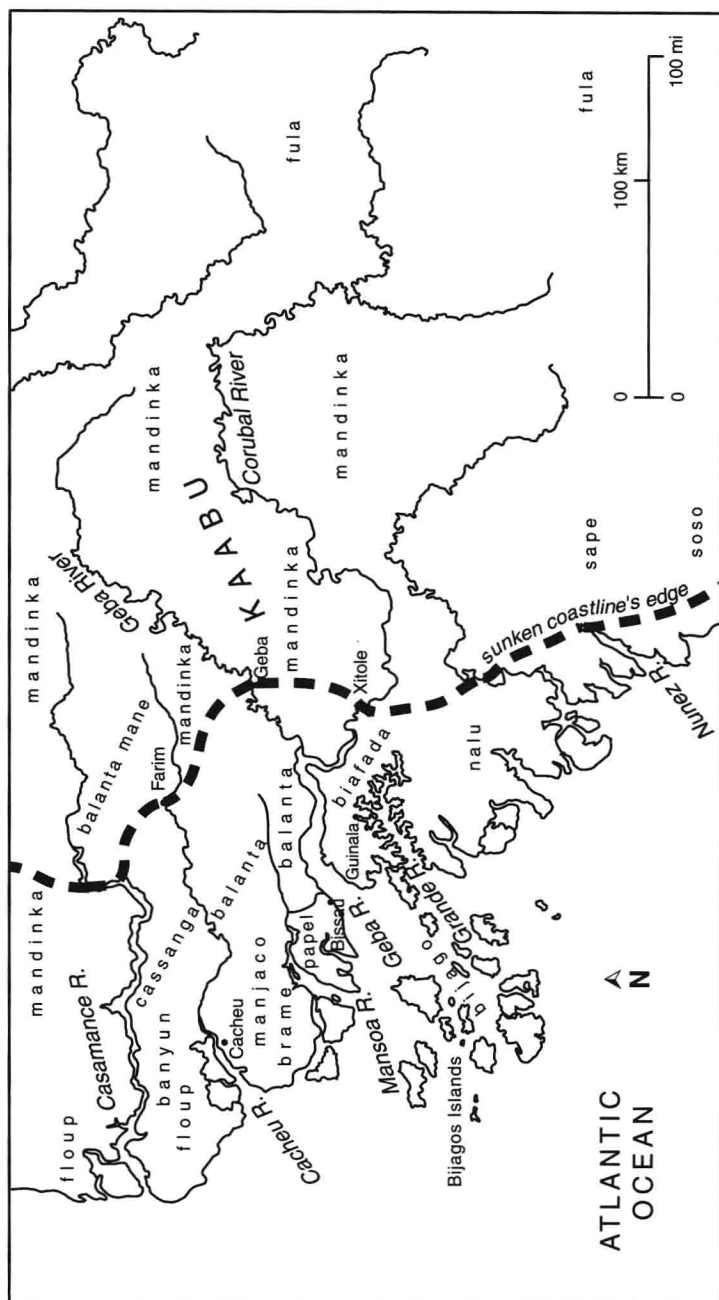 mandinka
mandinka
floup
Casamance R.
balanta mane
Geba River
banyun
floup
cassanga
Farim
mandinka
mandinka
Cacheu
Cacheu R.
balanta
manjaco
brame
Geba
KAABU
mandinka
Corubal River
fula
papel
Bissau
balanta
Mansoa R.
Geba R.
Guinala
biafada
Xitole
mandinka
Grande R.
bijago
Bijagos Islands
nalu
sunken coastline's edge
sape
soso
Nunez R.
fula
N
ATLANTIC
OCEAN
0 100 km
0 100 mi